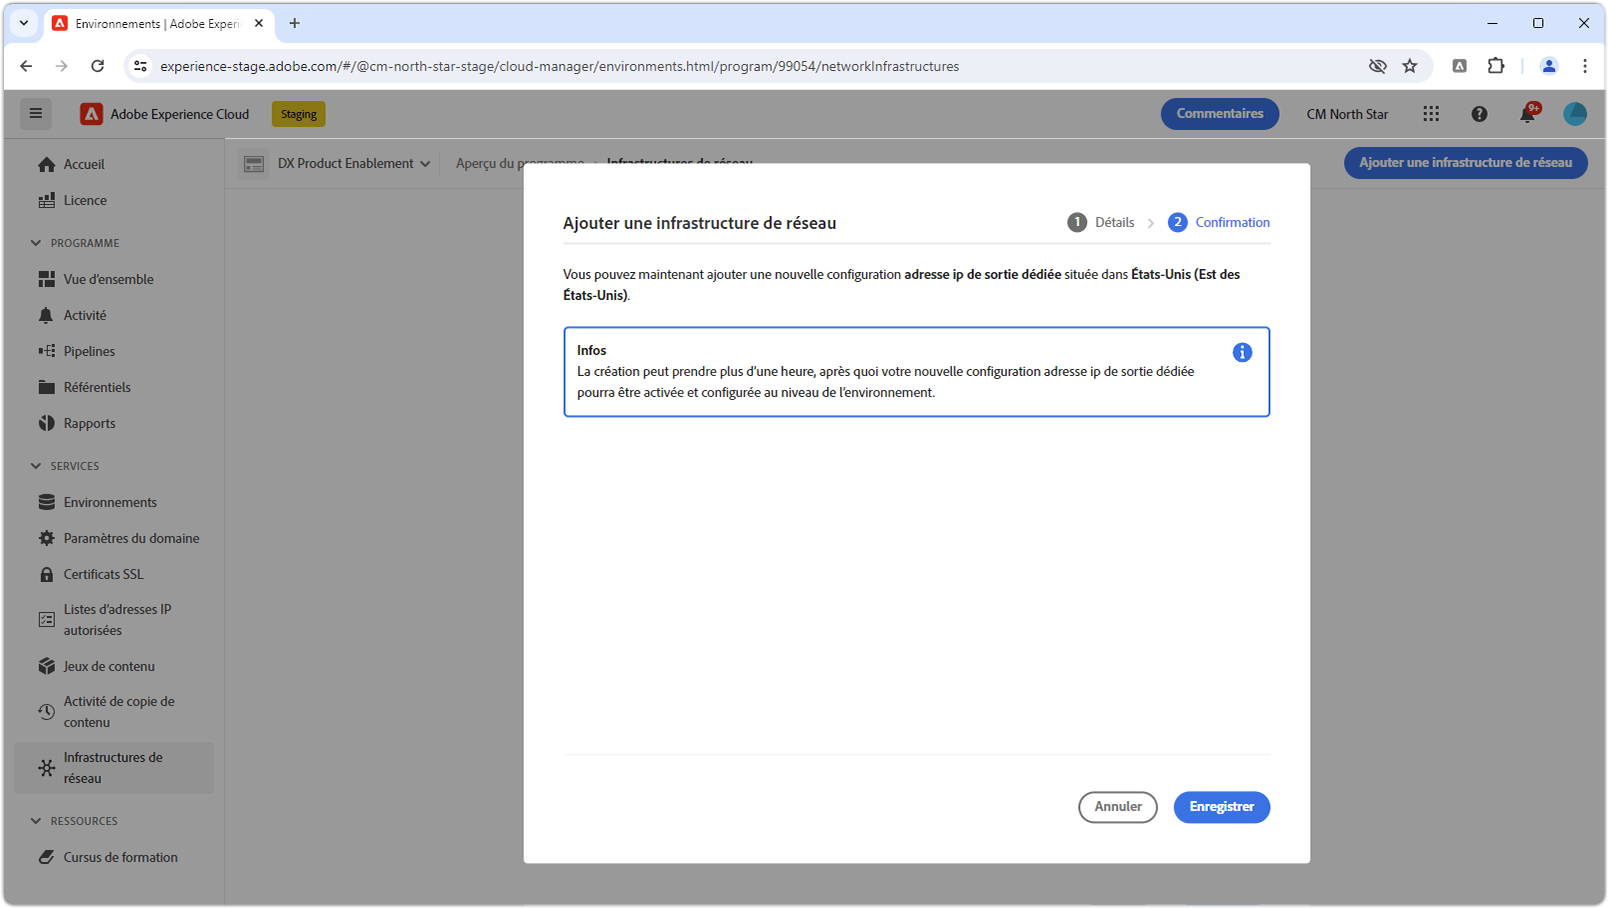 Environnements | Adobe Experi
experience-stage.adobe.com/#/@cm-north-star-stage/cloud-manager/environments.html/program/99054/networkInfrastructures
Adobe Experience Cloud
Staging
Commentaires
CM North Star
9+
Accueil
Licence
PROGRAMME
Vue d'ensemble
Activité
Pipelines
Référentiels
Rapports
SERVICES
Environnements
Paramètres du domaine
Certificats SSL
Listes d'adresses IP
autorisées
Jeux de contenu
Activité de copie de
contenu
Infrastructures de
réseau
RESSOURCES
Cursus de formation
DX Product Enablement
Aperçu du programme
Infrastructures de réseau
Ajouter une infrastructure de réseau
Ajouter une infrastructure de réseau
1 Détails
2 Confirmation
Vous pouvez maintenant ajouter une nouvelle configuration adresse ip de sortie dédiée située dans États-Unis (Est des
États-Unis).
Infos
La création peut prendre plus d'une heure, après quoi votre nouvelle configuration adresse ip de sortie dédiée
pourra être activée et configurée au niveau de l'environnement.
Annuler
Enregistrer